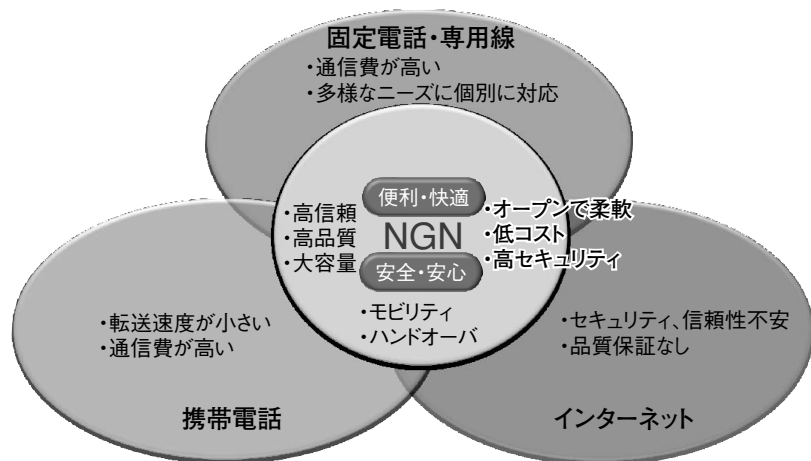 固定電話・専用線
・通信費が高い
・多様なニーズに個別に対応
便利・快適
・高信頼
・高品質
・大容量
NGN
・オープンで柔軟
・低コスト
・高セキュリティ
安全・安心
・モビリティ
・ハンドオーバ
・転送速度が小さい
・通信費が高い
携帯電話
・セキュリティ、信頼性不安
・品質保証なし
インターネット